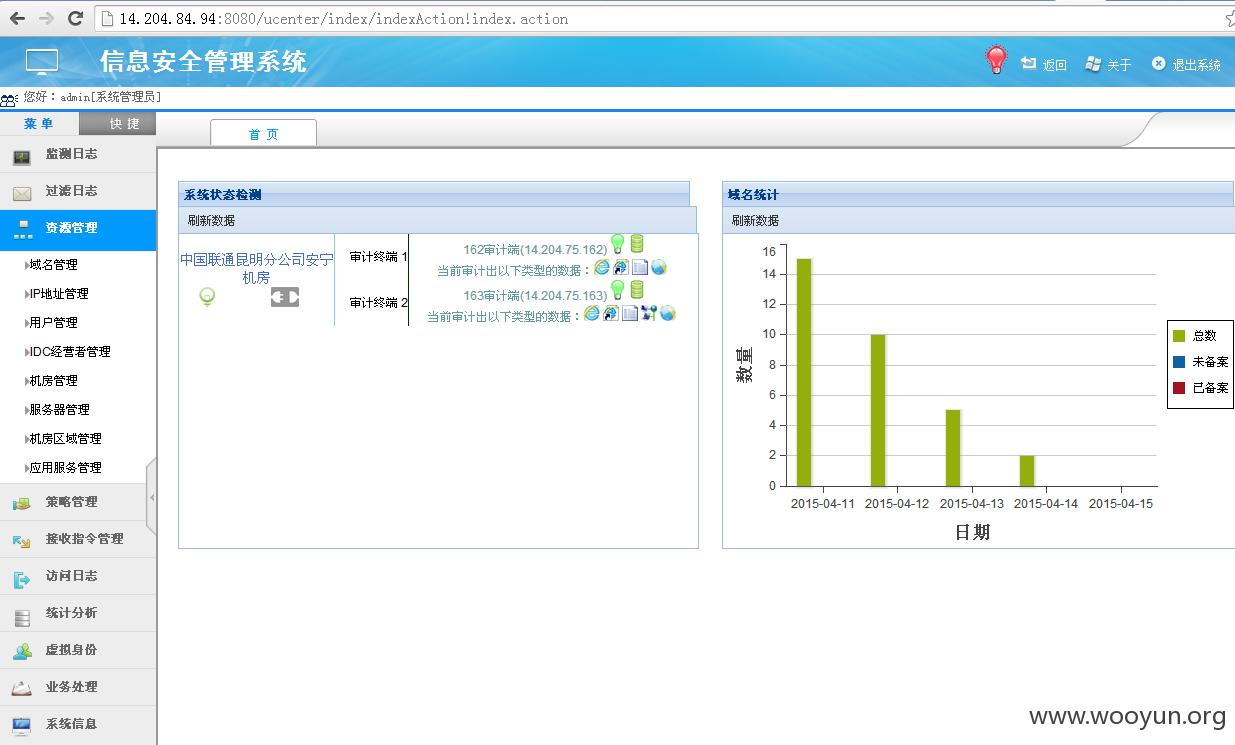 14.204.84.94:8080/ucenter/index/indexAction!index.action
信息安全管理系统
返回
关于
退出系统
您好：admin[系统管理员]
菜单
快捷
首页
监测日志
过滤日志
资源管理
域名管理
IP地址管理
用户管理
IDC经营者管理
机房管理
服务器管理
机房区域管理
应用服务管理
策略管理
接收指令管理
访问日志
统计分析
虚拟身份
业务处理
系统信息
系统状态检测
刷新数据
中国联通昆明分公司安宁
机房
审计终端 1
162审计端(14.204.75.162)
当前审计出以下类型的数据：
审计终端 2
163审计端(14.204.75.163)
当前审计出以下类型的数据：
域名统计
刷新数据
数量
16
14
12
10
8
6
4
2
0
2015-04-11
2015-04-12
2015-04-13
2015-04-14
2015-04-15
日期
总数
未备案
已备案
www.wooyun.org